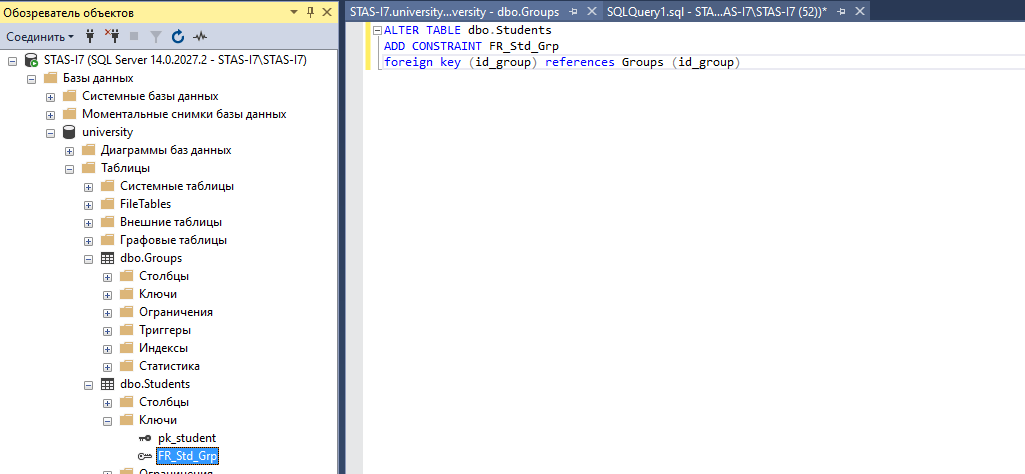 Обозреватель объектов
Соединить
STAS-I7 (SQL Server 14.0.2027.2 - STAS-I7\STAS-I7)
Базы данных
Системные базы данных
Моментальные снимки базы данных
university
Диаграммы баз данных
Таблицы
Системные таблицы
FileTables
Внешние таблицы
Графовые таблицы
dbo.Groups
Столбцы
Ключи
Ограничения
Триггеры
Индексы
Статистика
dbo.Students
Столбцы
Ключи
pk_student
FR_Std_Grp
Ограничения
STAS-I7.university...versity - dbo.Groups
SQLQuery1.sql - STA...AS-I7\STAS-I7 (52))*
ALTER TABLE dbo.Students
ADD CONSTRAINT FR_Std_Grp
foreign key (id_group) references Groups (id_group)